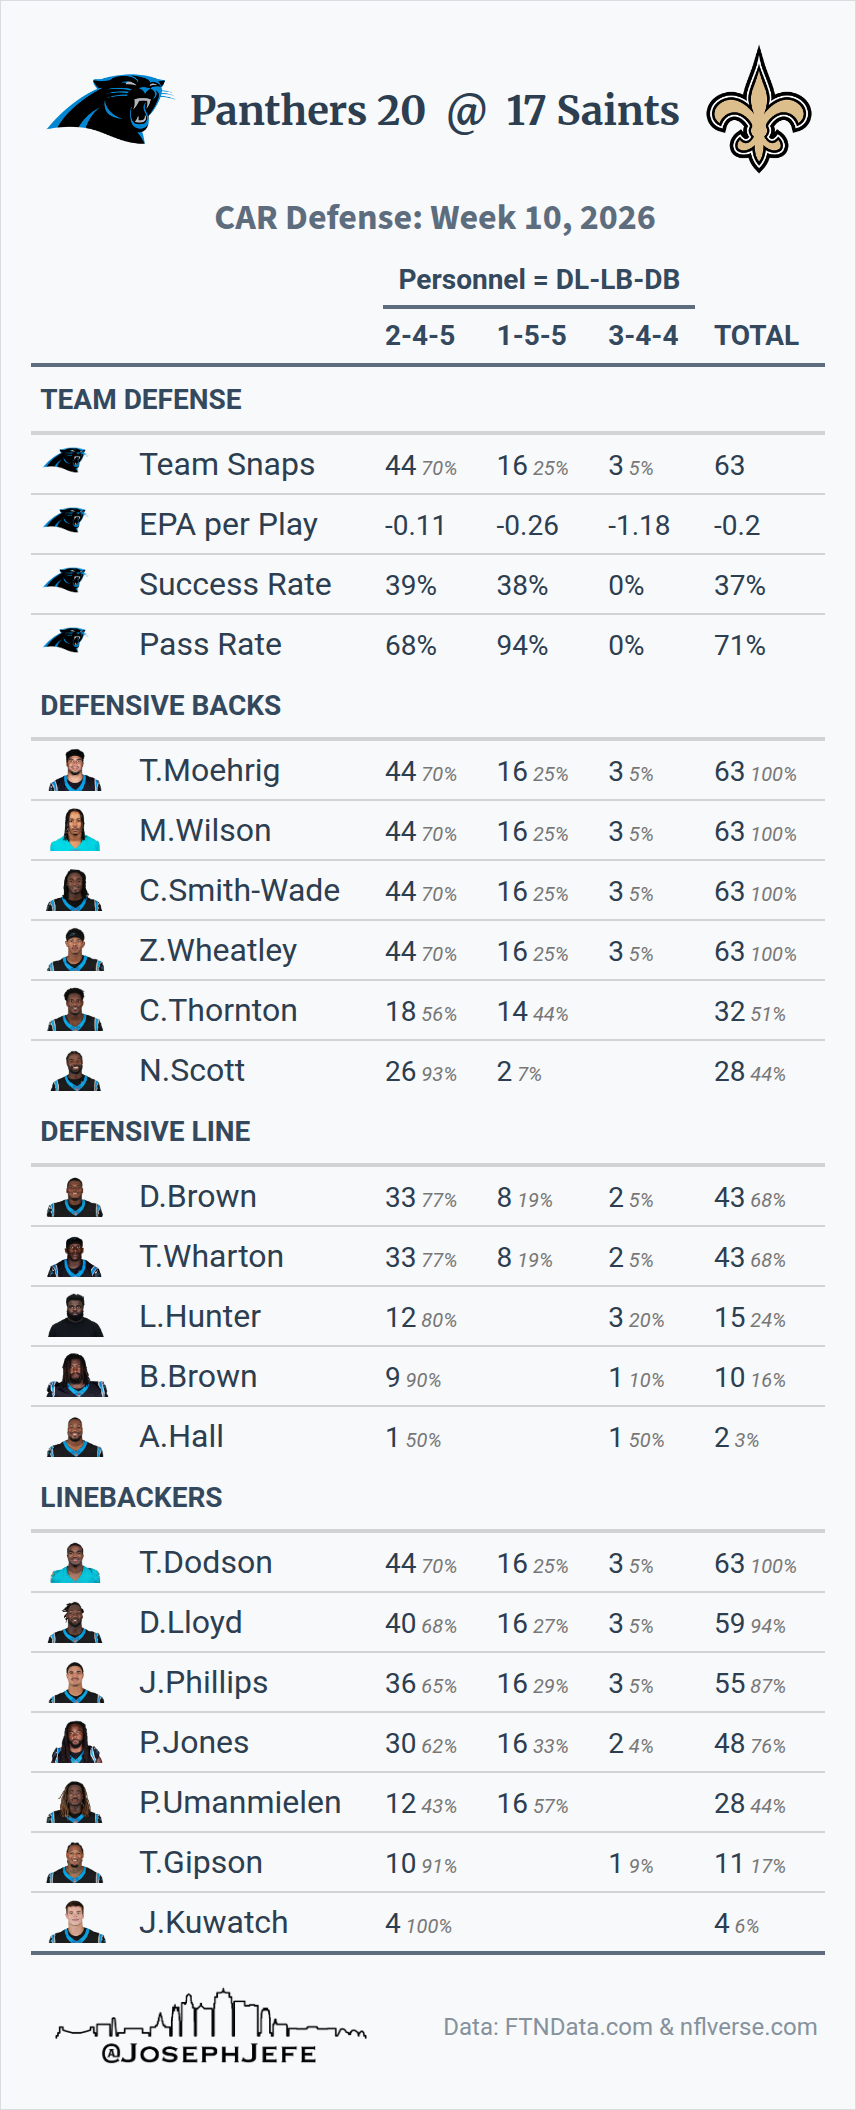 Panthers 20 @ 17 Saints
CAR Defense: Week 10, 2026
Personnel = DL-LB-DB
2-4-5 1-5-5 3-4-4 TOTAL
TEAM DEFENSE
Team Snaps 44 70% 16 25% 3 5% 63
EPA per Play -0.11 -0.26 -1.18 -0.2
Success Rate 39% 38% 0% 37%
Pass Rate 68% 94% 0% 71%
DEFENSIVE BACKS
T.Moehrig 44 70% 16 25% 3 5% 63 100%
M.Wilson 44 70% 16 25% 3 5% 63 100%
C.Smith-Wade 44 70% 16 25% 3 5% 63 100%
Z.Wheatley 44 70% 16 25% 3 5% 63 100%
C.Thornton 18 56% 14 44% 32 51%
N.Scott 26 93% 2 7% 28 44%
DEFENSIVE LINE
D.Brown 33 77% 8 19% 2 5% 43 68%
T.Wharton 33 77% 8 19% 2 5% 43 68%
L.Hunter 12 80% 3 20% 15 24%
B.Brown 9 90% 1 10% 10 16%
A.Hall 1 50% 1 50% 2 3%
LINEBACKERS
T.Dodson 44 70% 16 25% 3 5% 63 100%
D.Lloyd 40 68% 16 27% 3 5% 59 94%
J.Phillips 36 65% 16 29% 3 5% 55 87%
P.Jones 30 62% 16 33% 2 4% 48 76%
P.Umanmielen 12 43% 16 57% 28 44%
T.Gipson 10 91% 1 9% 11 17%
J.Kuwatch 4 100% 4 6%
@JosephJefe
Data: FTNData.com & nflverse.com